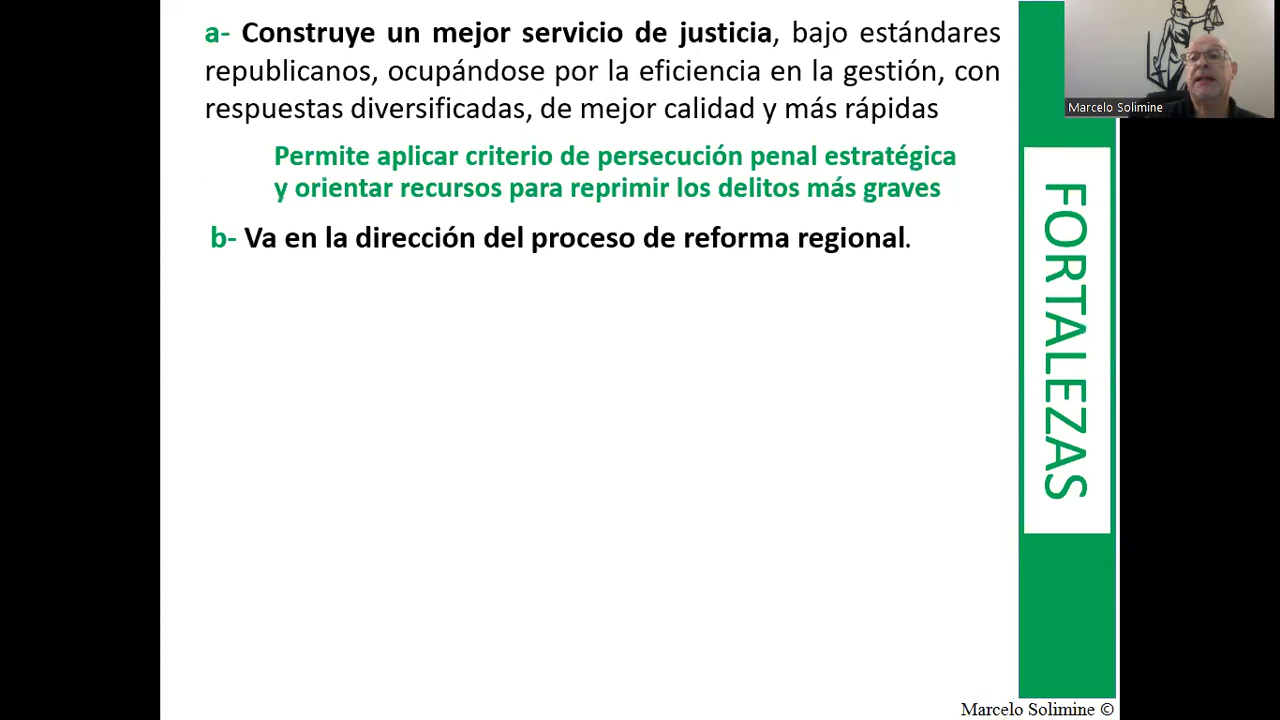 a- Construye un mejor servicio de justicia, bajo estándares
republicanos, ocupándose por la eficiencia en la gestión, con
respuestas diversificadas, de mejor calidad y más rápidas
Permite aplicar criterio de persecución penal estratégica
y orientar recursos para reprimir los delitos más graves
b- Va en la dirección del proceso de reforma regional.
FORTALEZAS
Marcelo Solimine
Marcelo Solimine ©